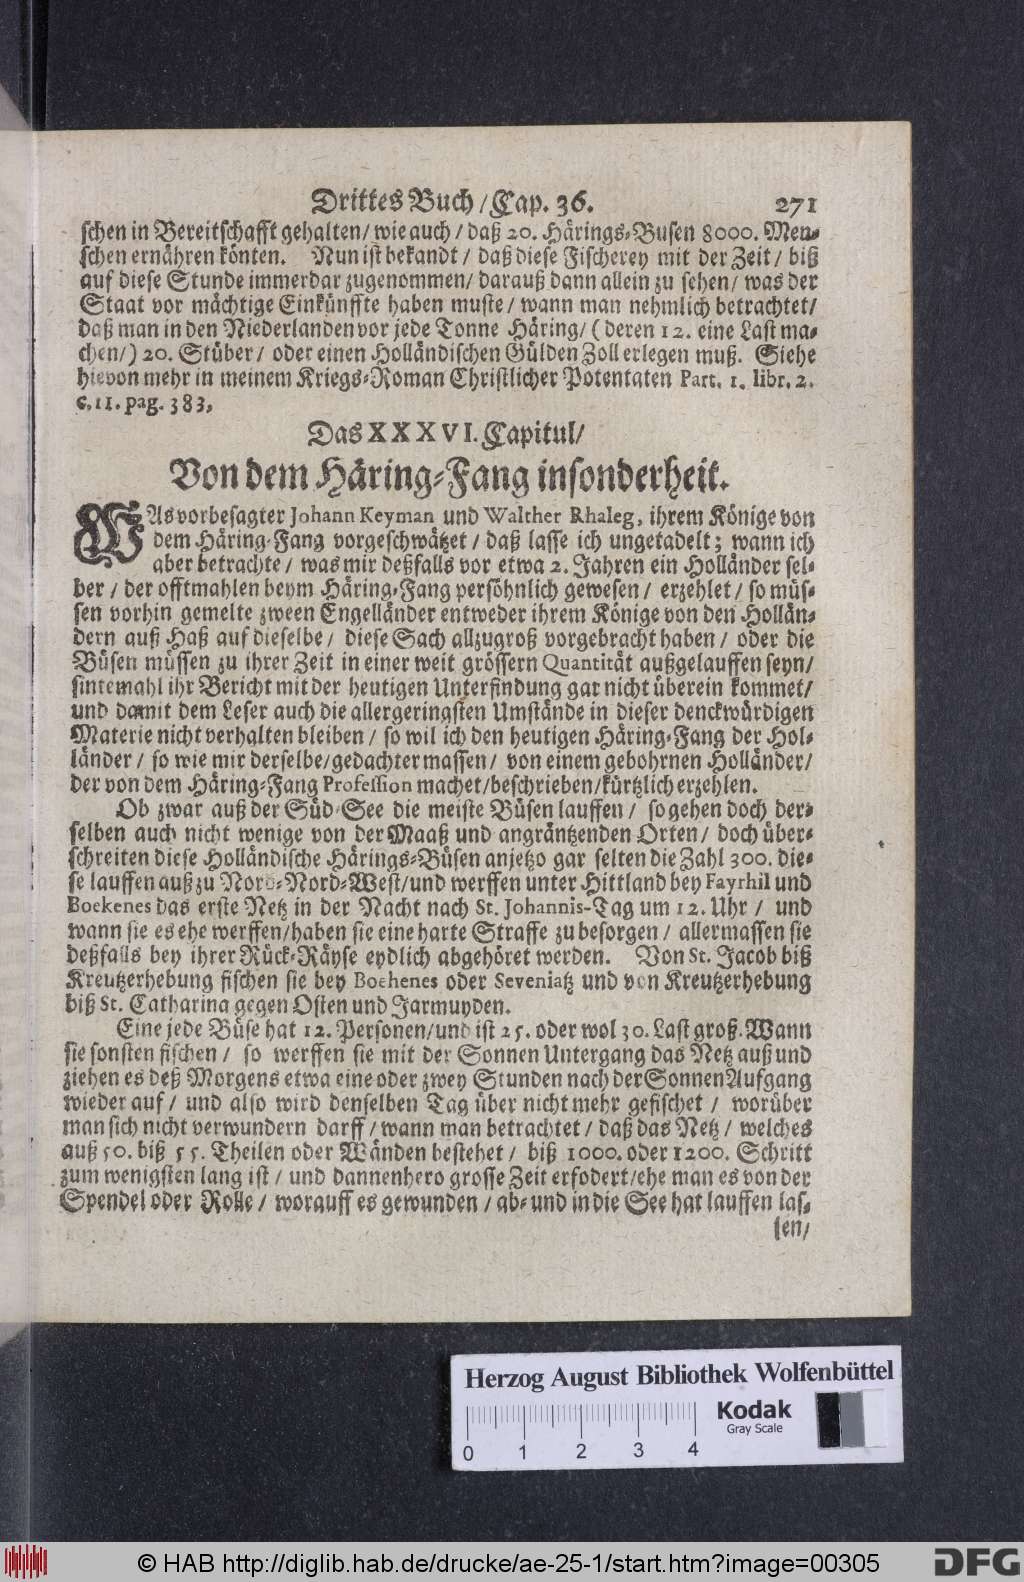 Drittes Buch / Cap. 36. 271
schen in Bereitschafft gehalten / wie auch / daß 20. Härings-Busen 8000. Men-
schen ernähren könten. Nun ist bekandt / daß diese Fischerey mit der Zeit / biß
auf diese Stunde immerdar zugenommen / darauß dann allein zu sehen / was der
Staat vor mächtige Einkünffte haben muste / wann man nehmlich betrachtet /
daß man in den Niederlanden vor jede Tonne Häring / ( deren 12. eine Last ma-
chen / ) 20. Stüber / oder einen Holländischen Gülden Zoll erlegen muß. Siehe
hievon mehr in meinem Kriegs-Roman Christlicher Potentaten Part. 1. libr. 2.
c. 11. pag. 383.
Das XXXVI. Capitul /
Von dem Häring-Fang insonderheit.
WAs vorbesagter Johann Keyman und Walther Rhaleg, ihrem Könige von
dem Häring-Fang vorgeschwätzet / daß lasse ich ungetadelt; wann ich
aber betrachte / was mir deßfalls vor etwa 2. Jahren ein Holländer sel-
ber / der offtmahlen beym Häring-Fang persöhnlich gewesen / erzehlet / so müs-
sen vorhin gemelte zween Engelländer entweder ihrem Könige von den Hollän-
dern auß Haß auf dieselbe / diese Sach allzugroß vorgebracht haben / oder die
Büsen müssen zu ihrer Zeit in einer weit grössern Quantität außgelauffen seyn /
sintemahl ihr Bericht mit der heutigen Unterfindung gar nicht überein kommet /
und damit dem Leser auch die allergeringsten Umstände in dieser denckwürdigen
Materie nicht verhalten bleiben / so wil ich den heutigen Häring-Fang der Hol-
länder / so wie mir derselbe / gedachter massen / von einem gebohrnen Holländer /
der von dem Häring-Fang Profession machet / beschrieben / kürtzlich erzehlen.
Ob zwar auß der Süd-See die meiste Büsen lauffen / so gehen doch der-
selben auch nicht wenige von der Maaß und angräntzenden Orten / doch über-
schreiten diese Holländische Härings-Büsen anjetzo gar selten die Zahl 300. die-
se lauffen auß zu Nord-Nord-West / und werffen unter Hittland bey Fayrhil und
Boekenes das erste Netz in der Nacht nach St. Johannis-Tag um 12. Uhr / und
wann sie es ehe werffen / haben sie eine harte Straffe zu besorgen / allermassen sie
deßfalls bey ihrer Rück-Räyse eydlich abgehöret werden. Von St. Jacob biß
Kreutzerhebung fischen sie bey Bochenes oder Seveniatz und von Kreutzerhebung
biß St. Catharina gegen Osten und Jarmuyden.
Eine jede Büse hat 12. Personen / und ist 25. oder wol 30. Last groß. Wann
sie sonsten fischen / so werffen sie mit der Sonnen Untergang das Netz auß und
ziehen es deß Morgens etwa eine oder zwey Stunden nach der Sonnen Aufgang
wieder auf / und also wird denselben Tag über nicht mehr gefischet / worüber
man sich nicht verwundern darff / wann man betrachtet / daß das Netz / welches
auß 50. biß 55. Theilen oder Wänden bestehet / biß 1000. oder 1200. Schritt
zum wenigsten lang ist / und dannenhero grosse Zeit erfodert / ehe man es von der
Spendel oder Rolle / worauff es gewunden / ab- und in die See hat lauffen las-
sen /
Herzog August Bibliothek Wolfenbüttel
Kodak
Gray Scale
0 1 2 3 4
© HAB http://diglib.hab.de/drucke/ae-25-1/start.htm?image=00305
DFG